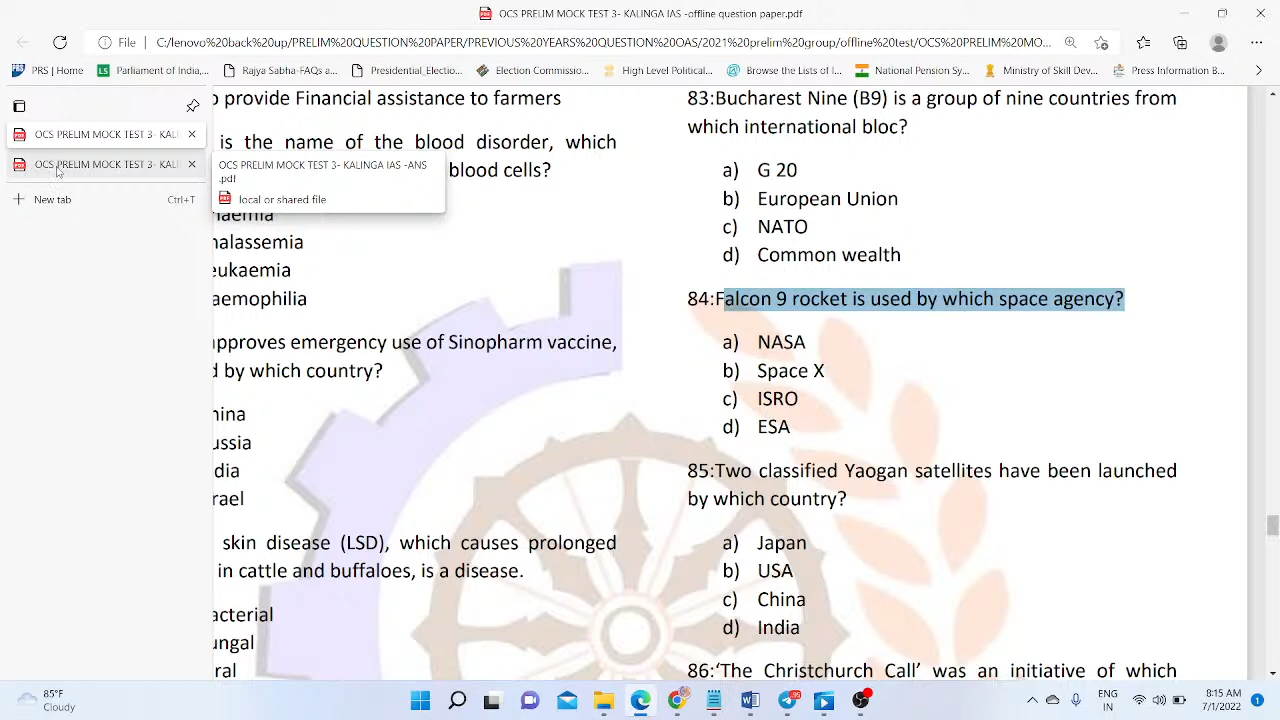 OCS PRELIM MOCK TEST 3- KALINGA IAS -offline question paper.pdf
File
C:/lenovo%20back%20up/PRELIM%20QUESTION%20PAPER/PREVIOUS%20YEARS%20QUESTION%20OAS/2021%20prelim%20group/offline%20test/OCS%20PRELIM%20MO...
PRS | Home
Parliament of India,...
Rajya Sabha-FAQs a...
Presidential_Electio...
Election Commissio...
High Level Political...
Browse the Lists of I...
National Pension Sy...
Ministry of Skill Dev...
Press Information B...
OCS PRELIM MOCK TEST 3- KALI
OCS PRELIM MOCK TEST 3- KALI
New tab
Ctrl+T
OCS PRELIM MOCK TEST 3- KALINGA IAS -ANS
.pdf
local or shared file
o provide Financial assistance to farmers
is the name of the blood disorder, which
blood cells?
naemia
halassemia
eukaemia
aemophilia
approves emergency use of Sinopharm vaccine,
d by which country?
hina
ussia
dia
rael
skin disease (LSD), which causes prolonged
in cattle and buffaloes, is a disease.
acterial
ungal
ral
83:Bucharest Nine (B9) is a group of nine countries from
which international bloc?
a) G 20
b) European Union
c) NATO
d) Common wealth
84:Falcon 9 rocket is used by which space agency?
a) NASA
b) Space X
c) ISRO
d) ESA
85:Two classified Yaogan satellites have been launched
by which country?
a) Japan
b) USA
c) China
d) India
86:‘The Christchurch Call’ was an initiative of which
85°F
Cloudy
95
ENG
IN
8:15 AM
7/1/2022
1